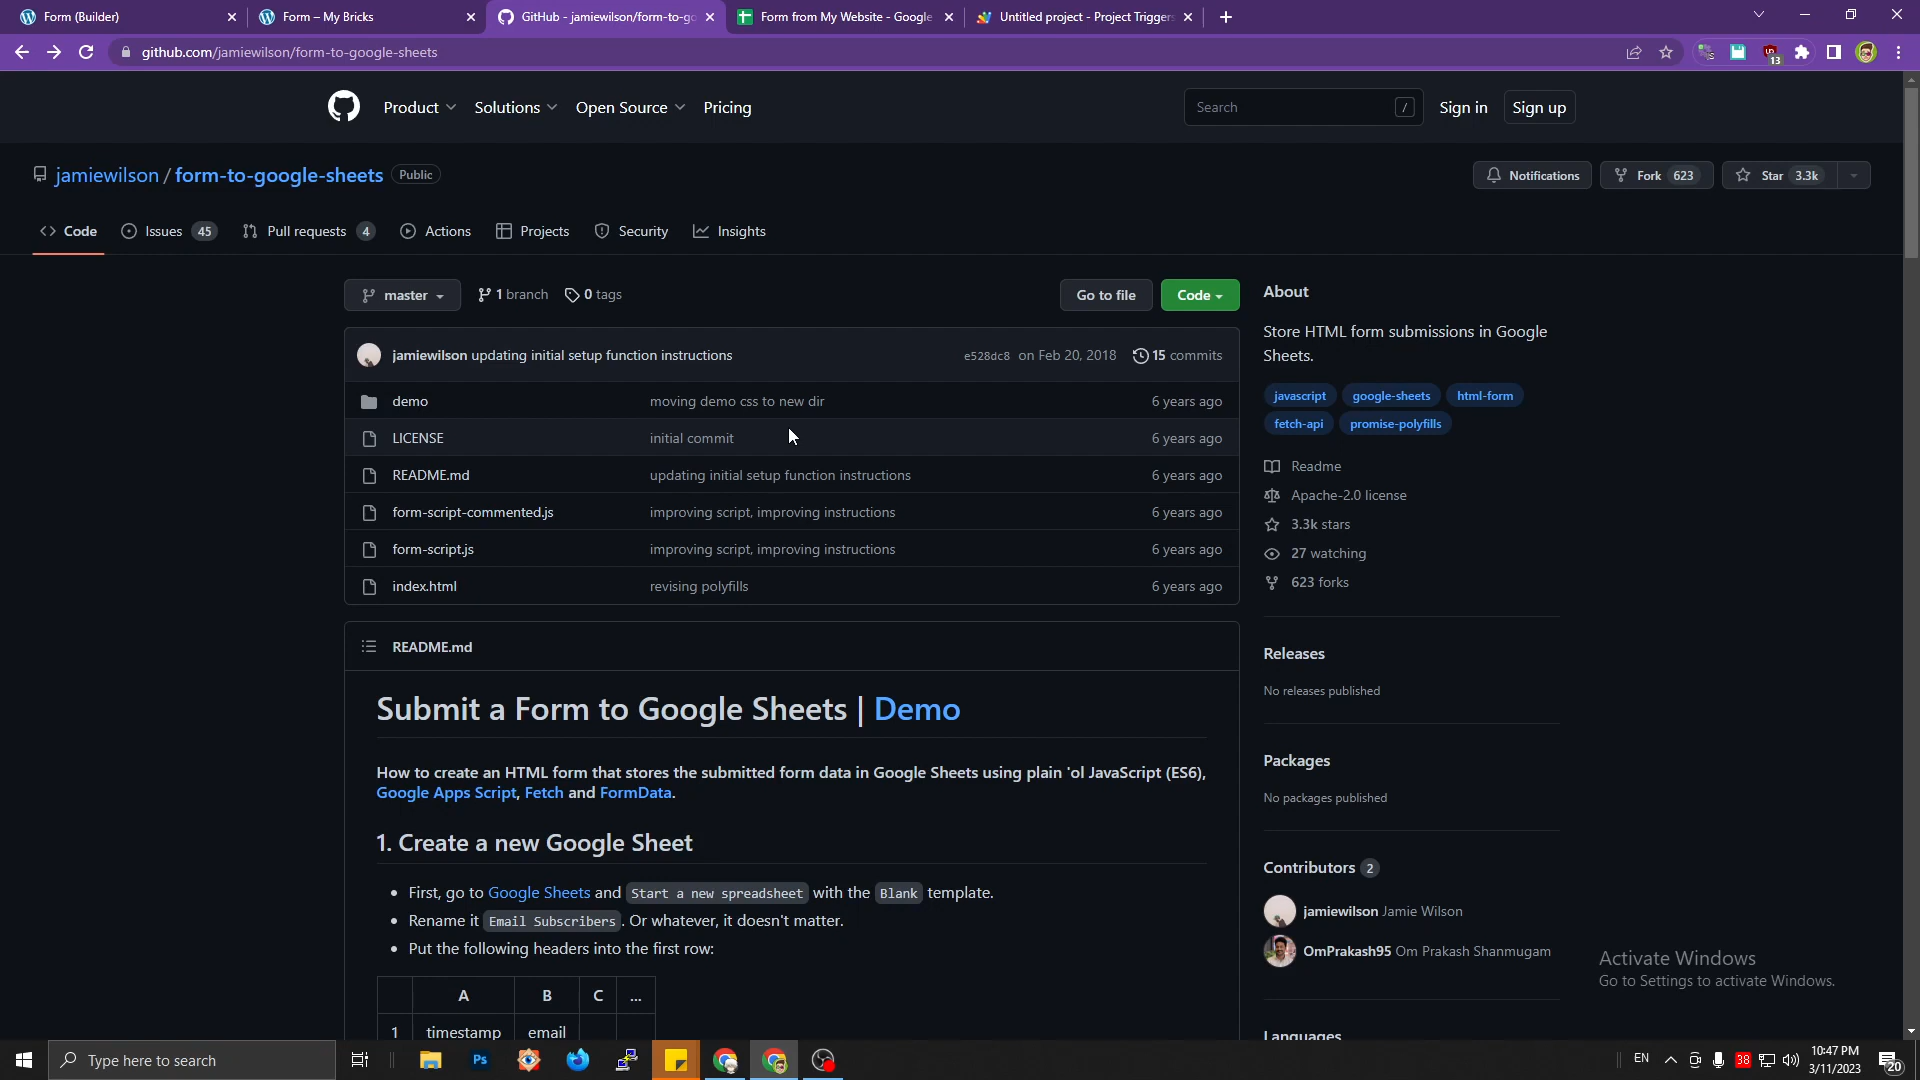 Form (Builder)
Form – My Bricks
GitHub - jamiewilson/form-to-go
Form from My Website - Google
Untitled project - Project Triggers
github.com/jamiewilson/form-to-google-sheets
13
Product
Solutions
Open Source
Pricing
Search
/
Sign in
Sign up
jamiewilson / form-to-google-sheets
Public
Notifications
Fork 623
Star 3.3k
Code
Issues 45
Pull requests 4
Actions
Projects
Security
Insights
master
1 branch
0 tags
Go to file
Code
jamiewilson updating initial setup function instructions
e528dc8 on Feb 20, 2018
15 commits
demo
moving demo css to new dir
6 years ago
LICENSE
initial commit
6 years ago
README.md
updating initial setup function instructions
6 years ago
form-script-commented.js
improving script, improving instructions
6 years ago
form-script.js
improving script, improving instructions
6 years ago
index.html
revising polyfills
6 years ago
README.md
Submit a Form to Google Sheets | Demo
How to create an HTML form that stores the submitted form data in Google Sheets using plain 'ol JavaScript (ES6),
Google Apps Script, Fetch and FormData.
1. Create a new Google Sheet
First, go to Google Sheets and Start a new spreadsheet with the Blank template.
Rename it Email Subscribers. Or whatever, it doesn't matter.
Put the following headers into the first row:
A B C ...
1 timestamp email
About
Store HTML form submissions in Google
Sheets.
javascript
google-sheets
html-form
fetch-api
promise-polyfills
Readme
Apache-2.0 license
3.3k stars
27 watching
623 forks
Releases
No releases published
Packages
No packages published
Contributors 2
jamiewilson Jamie Wilson
OmPrakash95 Om Prakash Shanmugam
Languages
Activate Windows
Go to Settings to activate Windows.
Type here to search
Ps
EN
38
10:47 PM
3/11/2023
20